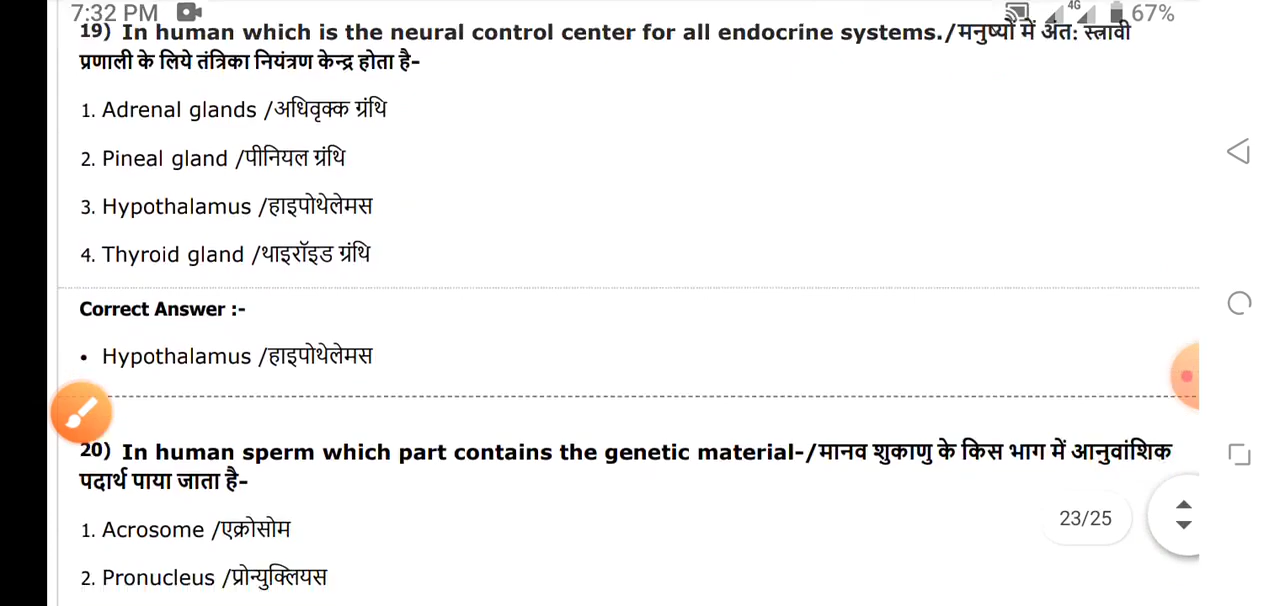 7:32 PM 4G 67%
19) In human which is the neural control center for all endocrine systems./मनुष्यों में अंत: स्त्रावी
प्रणाली के लिये तंत्रिका नियंत्रण केन्द्र होता है-
1. Adrenal glands /अधिवृक्क ग्रंथि
2. Pineal gland /पीनियल ग्रंथि
3. Hypothalamus /हाइपोथेलेमस
4. Thyroid gland /थाइरॉइड ग्रंथि
Correct Answer :-
• Hypothalamus /हाइपोथेलेमस
20) In human sperm which part contains the genetic material-/मानव शुकाणु के किस भाग में आनुवांशिक
पदार्थ पाया जाता है-
1. Acrosome /एक्रोसोम
23/25
2. Pronucleus /प्रोन्युक्लियस